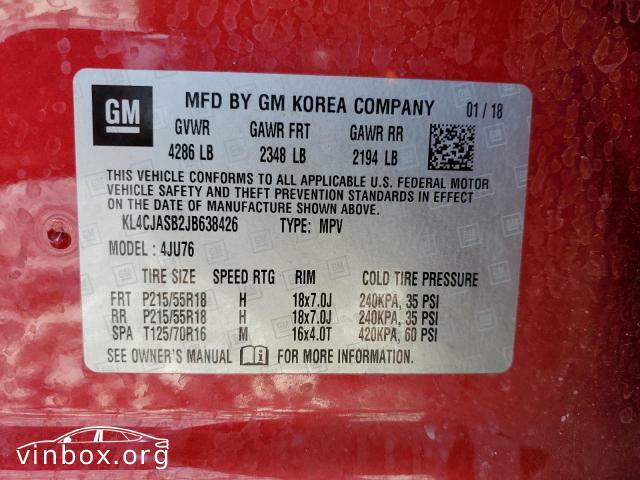 GM MFD BY GM KOREA COMPANY 01 / 18
GVWR GAWR FRT GAWR RR
4286 LB 2348 LB 2194 LB
THIS VEHICLE CONFORMS TO ALL APPLICABLE U.S. FEDERAL MOTOR
VEHICLE SAFETY AND THEFT PREVENTION STANDARDS IN EFFECT
ON THE DATE OF MANUFACTURE SHOWN ABOVE.
KL4CJASB2JB638426 TYPE: MPV
MODEL : 4JU76
TIRE SIZE SPEED RTG RIM COLD TIRE PRESSURE
FRT P215/55R18 H 18x7.0J 240KPA, 35 PSI
RR P215/55R18 H 18x7.0J 240KPA, 35 PSI
SPA T125/70R16 M 16x4.0T 420KPA, 60 PSI
SEE OWNER'S MANUAL FOR MORE INFORMATION.
vinbox.org